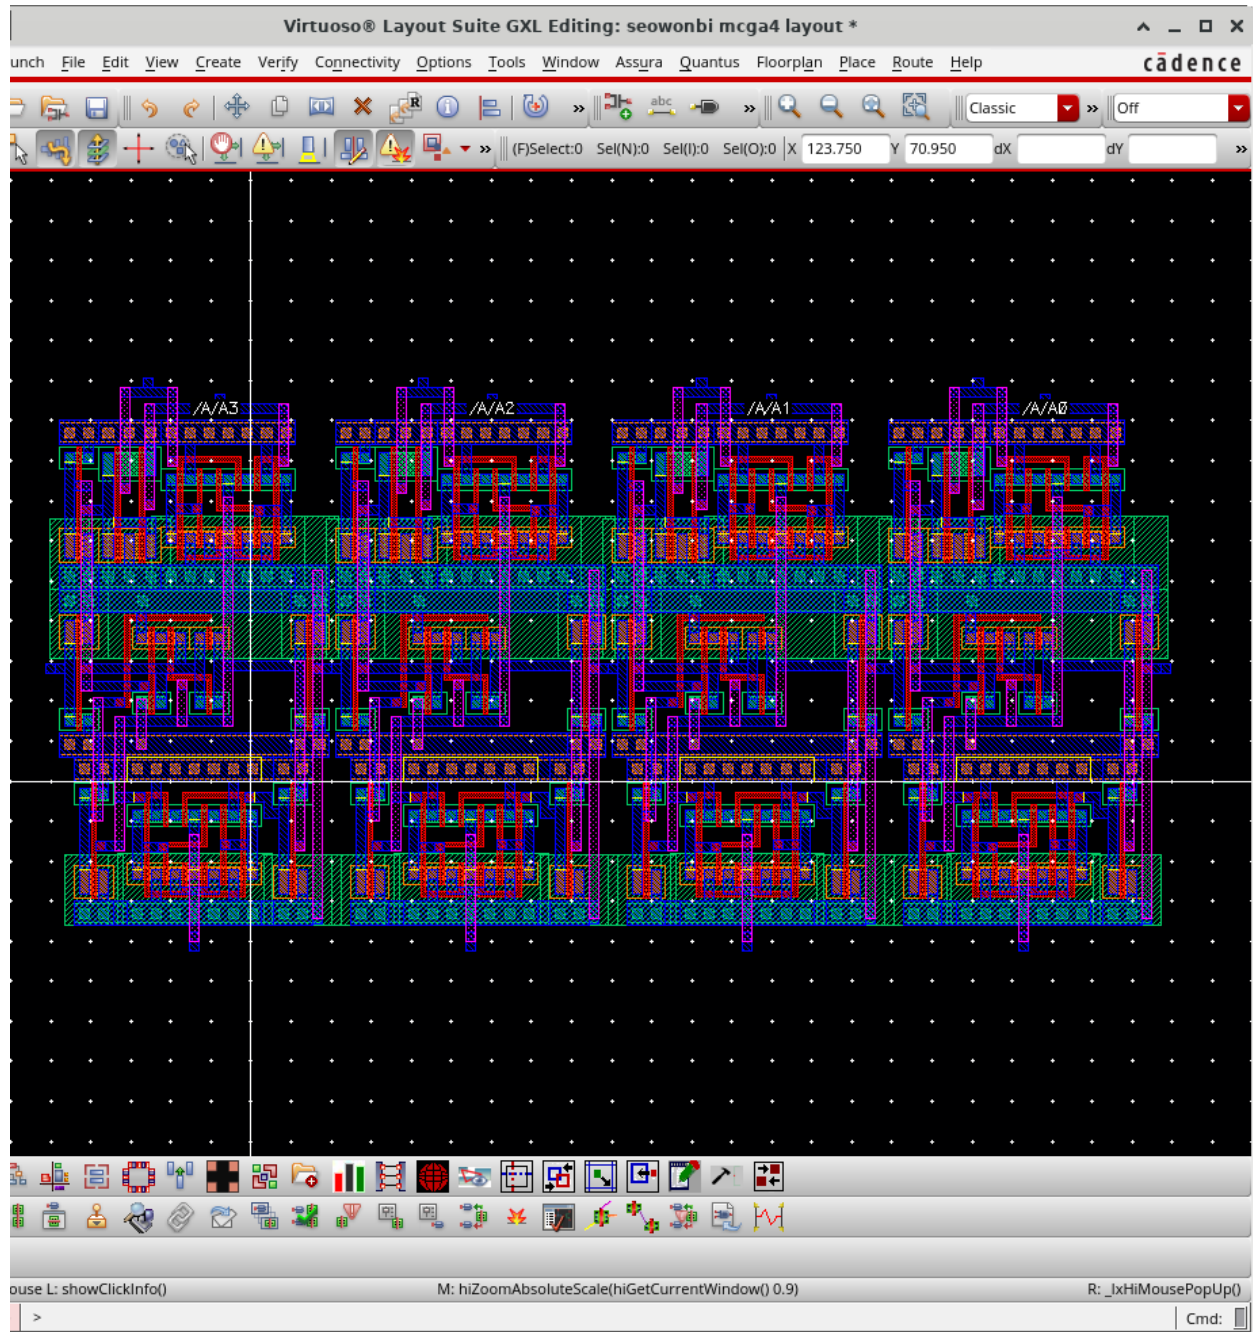 Virtuoso® Layout Suite GXL Editing: seowonbi mcga4 layout *
unch File Edit View Create Verify Connectivity Options Tools Window Assura Quantus Floorplan Place Route Help cādence
R abc » » Classic » Off
» (F)Select:0 Sel(N):0 Sel(I):0 Sel(O):0 X 123.750 Y 70.950 dX dY »
/A/A3 /A/A2 /A/A1 /A/A0
ouse L: showClickInfo() M: hiZoomAbsoluteScale(hiGetCurrentWindow() 0.9) R: _lxHiMousePopUp()
> Cmd: